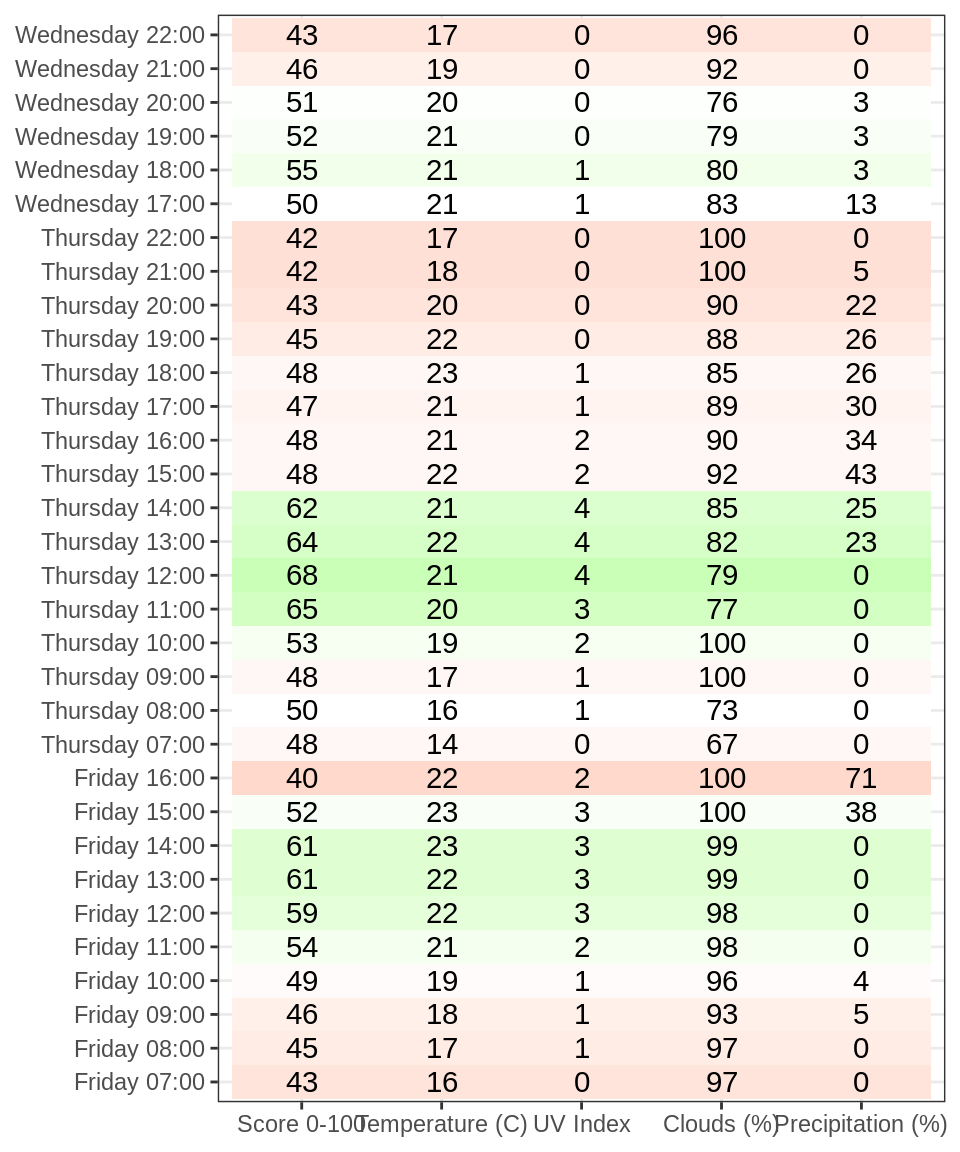 Wednesday 22:00 43 17 0 96 0
Wednesday 21:00 46 19 0 92 0
Wednesday 20:00 51 20 0 76 3
Wednesday 19:00 52 21 0 79 3
Wednesday 18:00 55 21 1 80 3
Wednesday 17:00 50 21 1 83 13
Thursday 22:00 42 17 0 100 0
Thursday 21:00 42 18 0 100 5
Thursday 20:00 43 20 0 90 22
Thursday 19:00 45 22 0 88 26
Thursday 18:00 48 23 1 85 26
Thursday 17:00 47 21 1 89 30
Thursday 16:00 48 21 2 90 34
Thursday 15:00 48 22 2 92 43
Thursday 14:00 62 21 4 85 25
Thursday 13:00 64 22 4 82 23
Thursday 12:00 68 21 4 79 0
Thursday 11:00 65 20 3 77 0
Thursday 10:00 53 19 2 100 0
Thursday 09:00 48 17 1 100 0
Thursday 08:00 50 16 1 73 0
Thursday 07:00 48 14 0 67 0
Friday 16:00 40 22 2 100 71
Friday 15:00 52 23 3 100 38
Friday 14:00 61 23 3 99 0
Friday 13:00 61 22 3 99 0
Friday 12:00 59 22 3 98 0
Friday 11:00 54 21 2 98 0
Friday 10:00 49 19 1 96 4
Friday 09:00 46 18 1 93 5
Friday 08:00 45 17 1 97 0
Friday 07:00 43 16 0 97 0
Score 0-100 Temperature (C) UV Index Clouds (%) Precipitation (%)